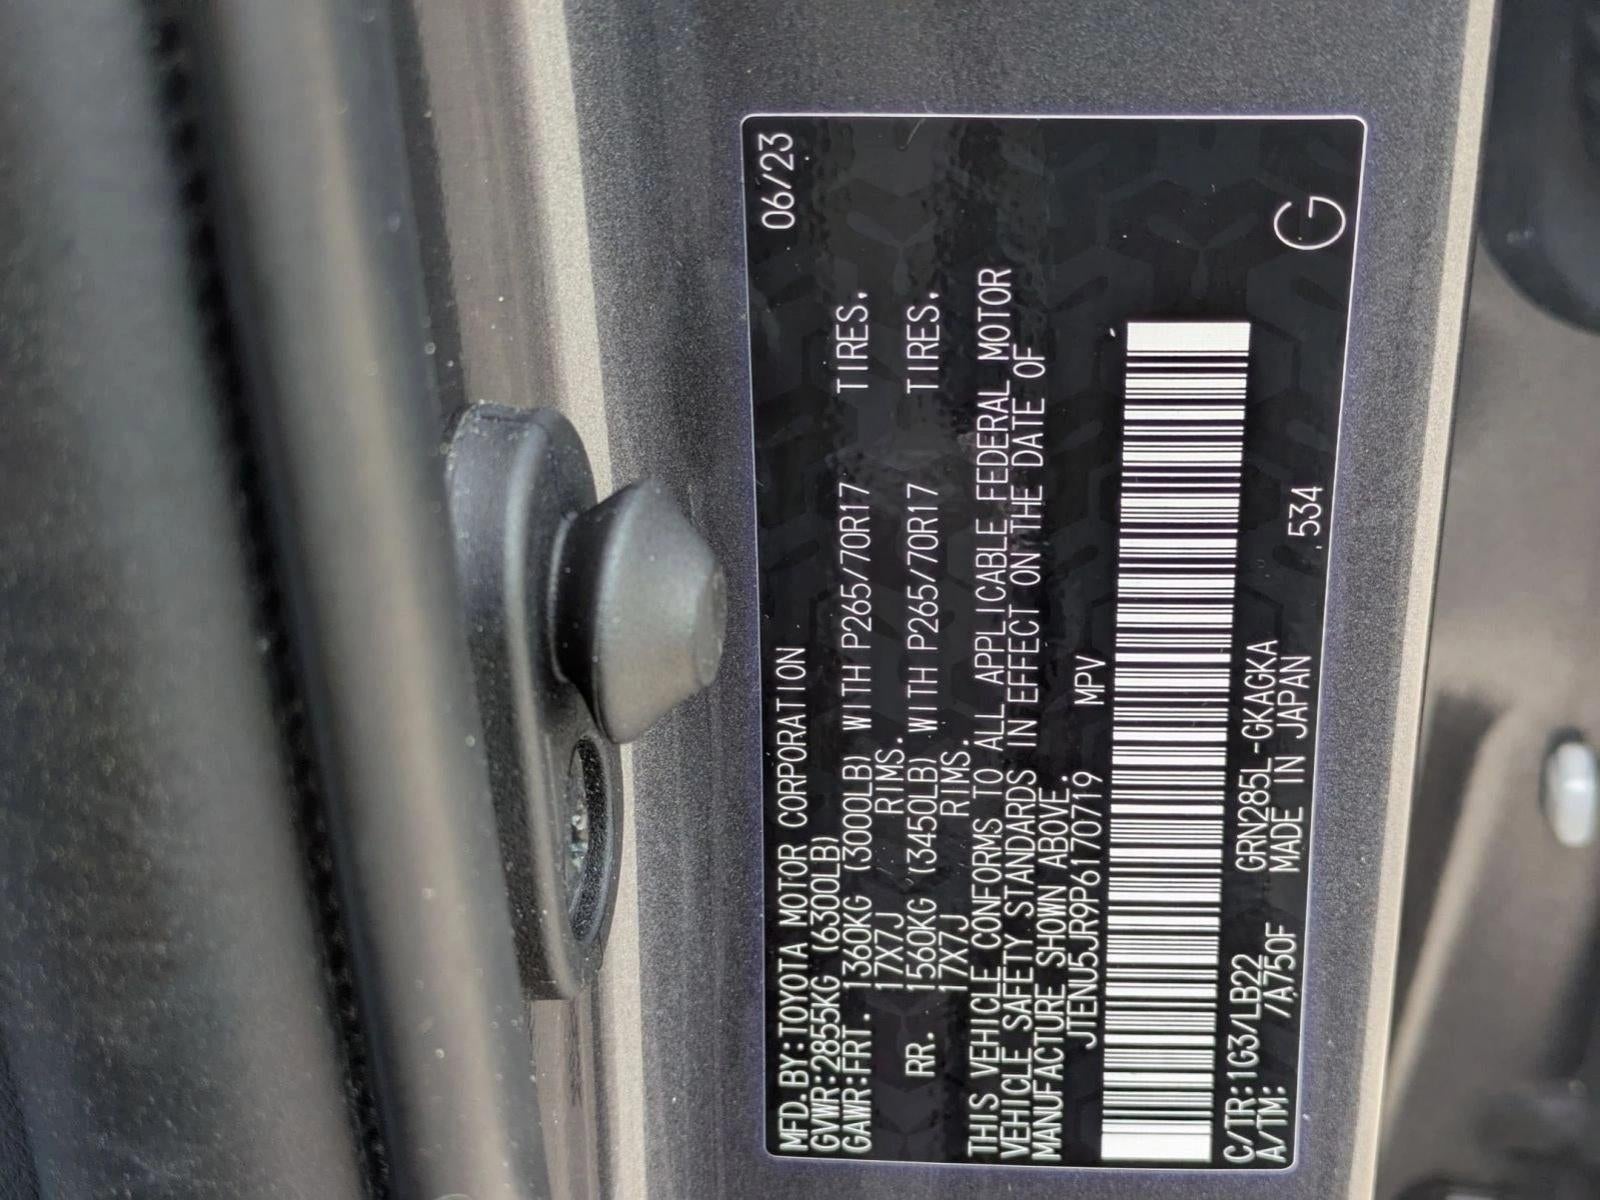 MFD.BY:TOYOTA MOTOR CORPORATION 06/23
GVWR:2855KG (6300LB)
GAWR:FRT. 1360KG (3000LB) WITH P265/70R17 TIRES.
17X7J RIMS.
RR. 1560KG (3450LB) WITH P265/70R17 TIRES.
17X7J RIMS.
THIS VEHICLE CONFORMS TO ALL APPLICABLE FEDERAL MOTOR
VEHICLE SAFETY STANDARDS IN EFFECT ON THE DATE OF
MANUFACTURE SHOWN ABOVE.
JTENU5JR9P6170719 MPV
C/TR:1G3/LB22 GRN285L-GKAGKA
A/TM: /A750F MADE IN JAPAN 534 G